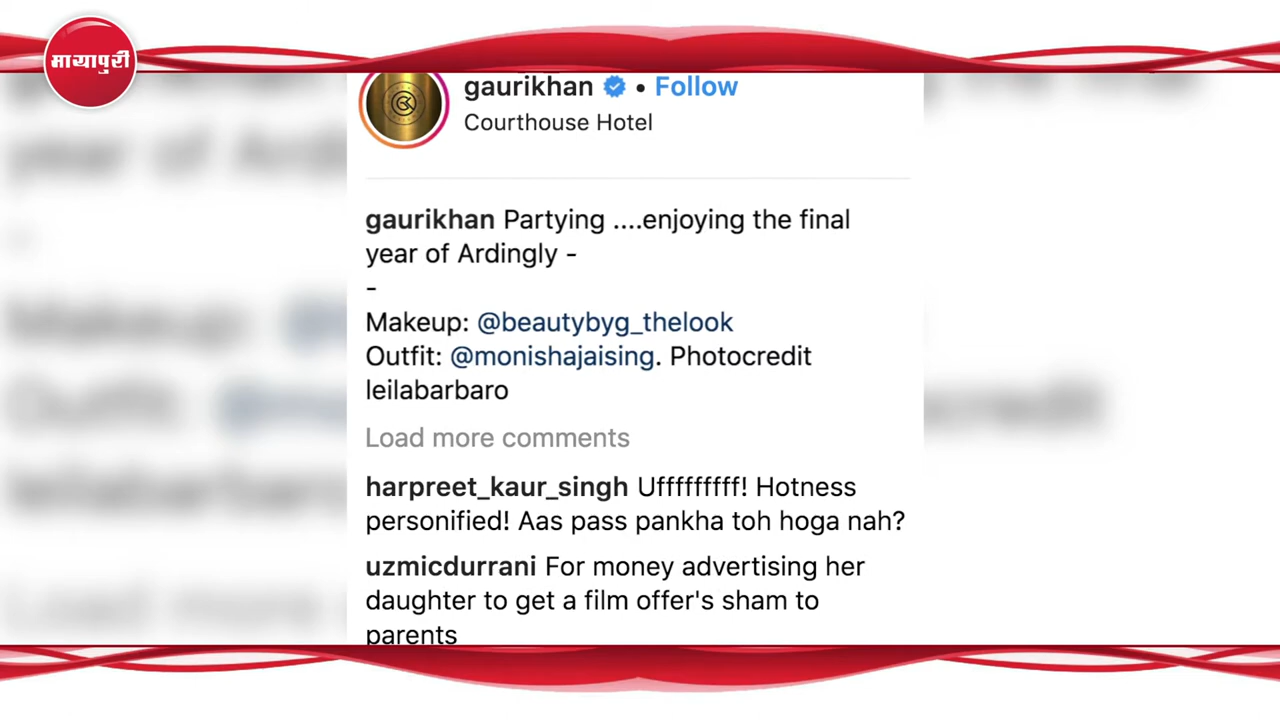 मायापुरी
gaurikhan • Follow
Courthouse Hotel
gaurikhan Partying ....enjoying the final
year of Ardingly -
-
Makeup: @beautybyg_thelook
Outfit: @monishajaising. Photocredit
leilabarbaro
Load more comments
harpreet_kaur_singh Ufffffffff! Hotness
personified! Aas pass pankha toh hoga nah?
uzmicdurrani For money advertising her
daughter to get a film offer's sham to
parents